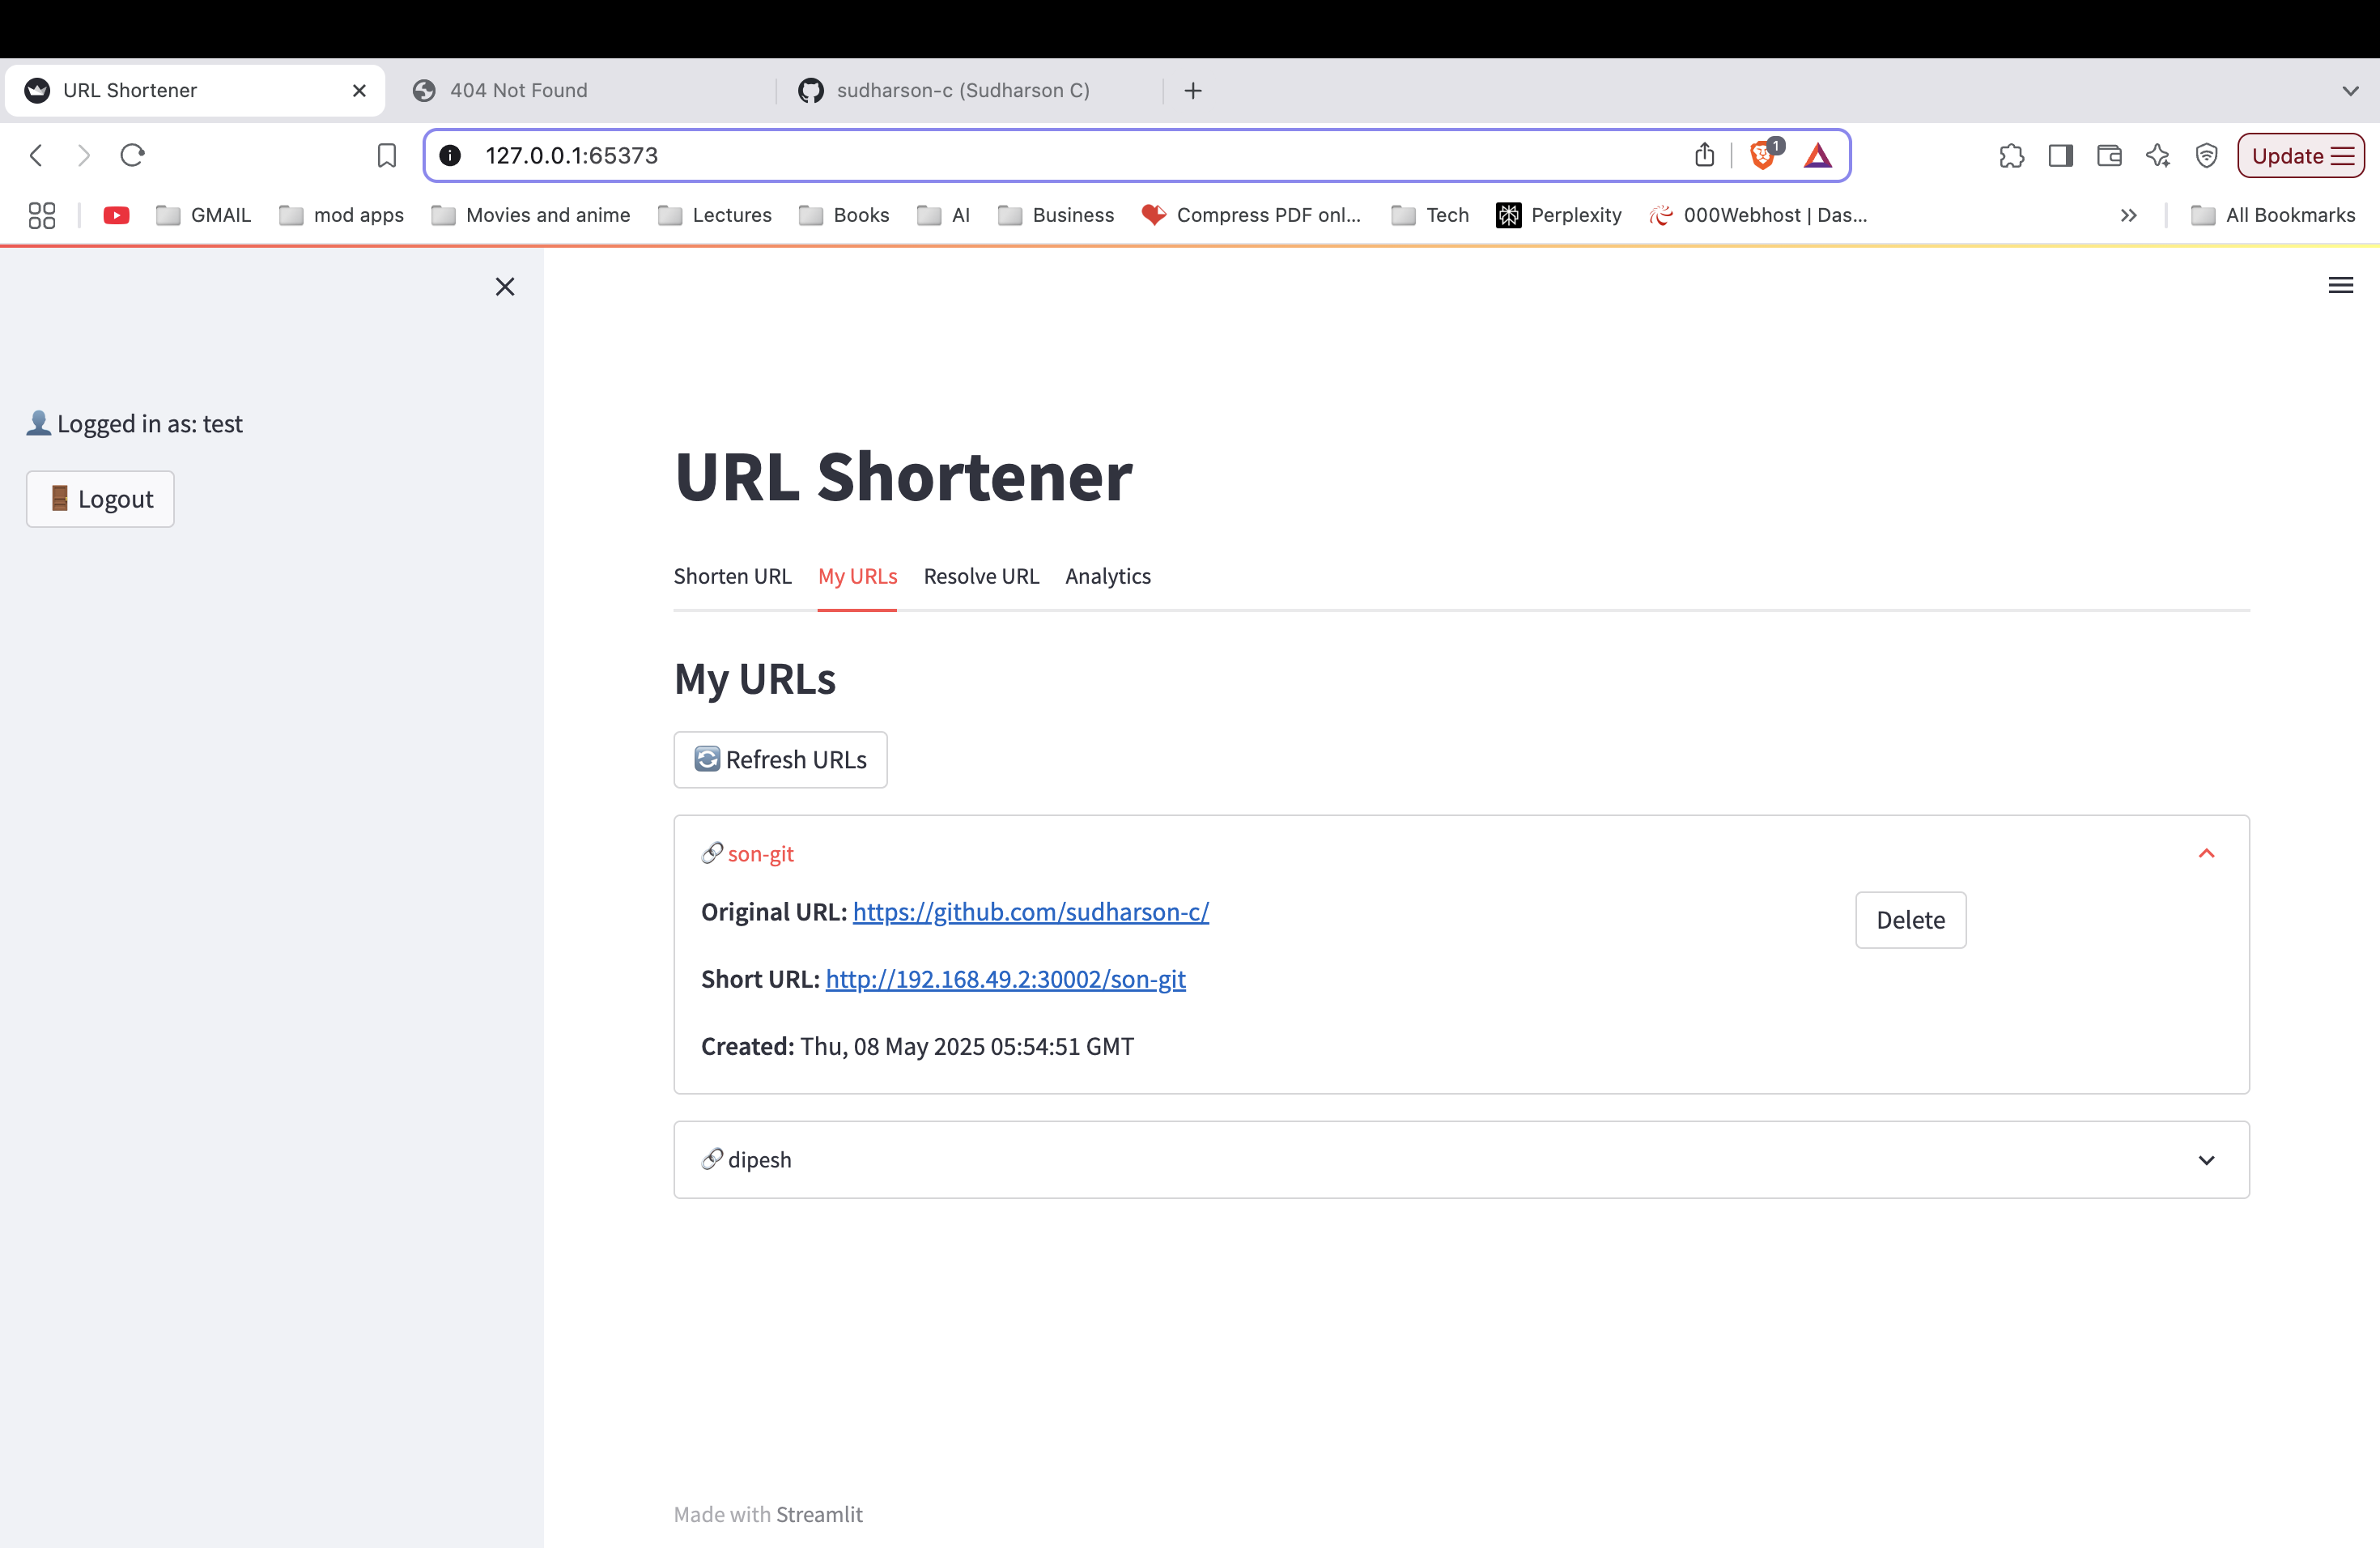 URL Shortener
404 Not Found
sudharson-c (Sudharson C)
127.0.0.1:65373
1
Update
GMAIL
mod apps
Movies and anime
Lectures
Books
AI
Business
Compress PDF onl...
Tech
Perplexity
000Webhost | Das...
All Bookmarks
Logged in as: test
Logout
URL Shortener
Shorten URL
My URLs
Resolve URL
Analytics
My URLs
Refresh URLs
son-git
Original URL: https://github.com/sudharson-c/
Delete
Short URL: http://192.168.49.2:30002/son-git
Created: Thu, 08 May 2025 05:54:51 GMT
dipesh
Made with Streamlit